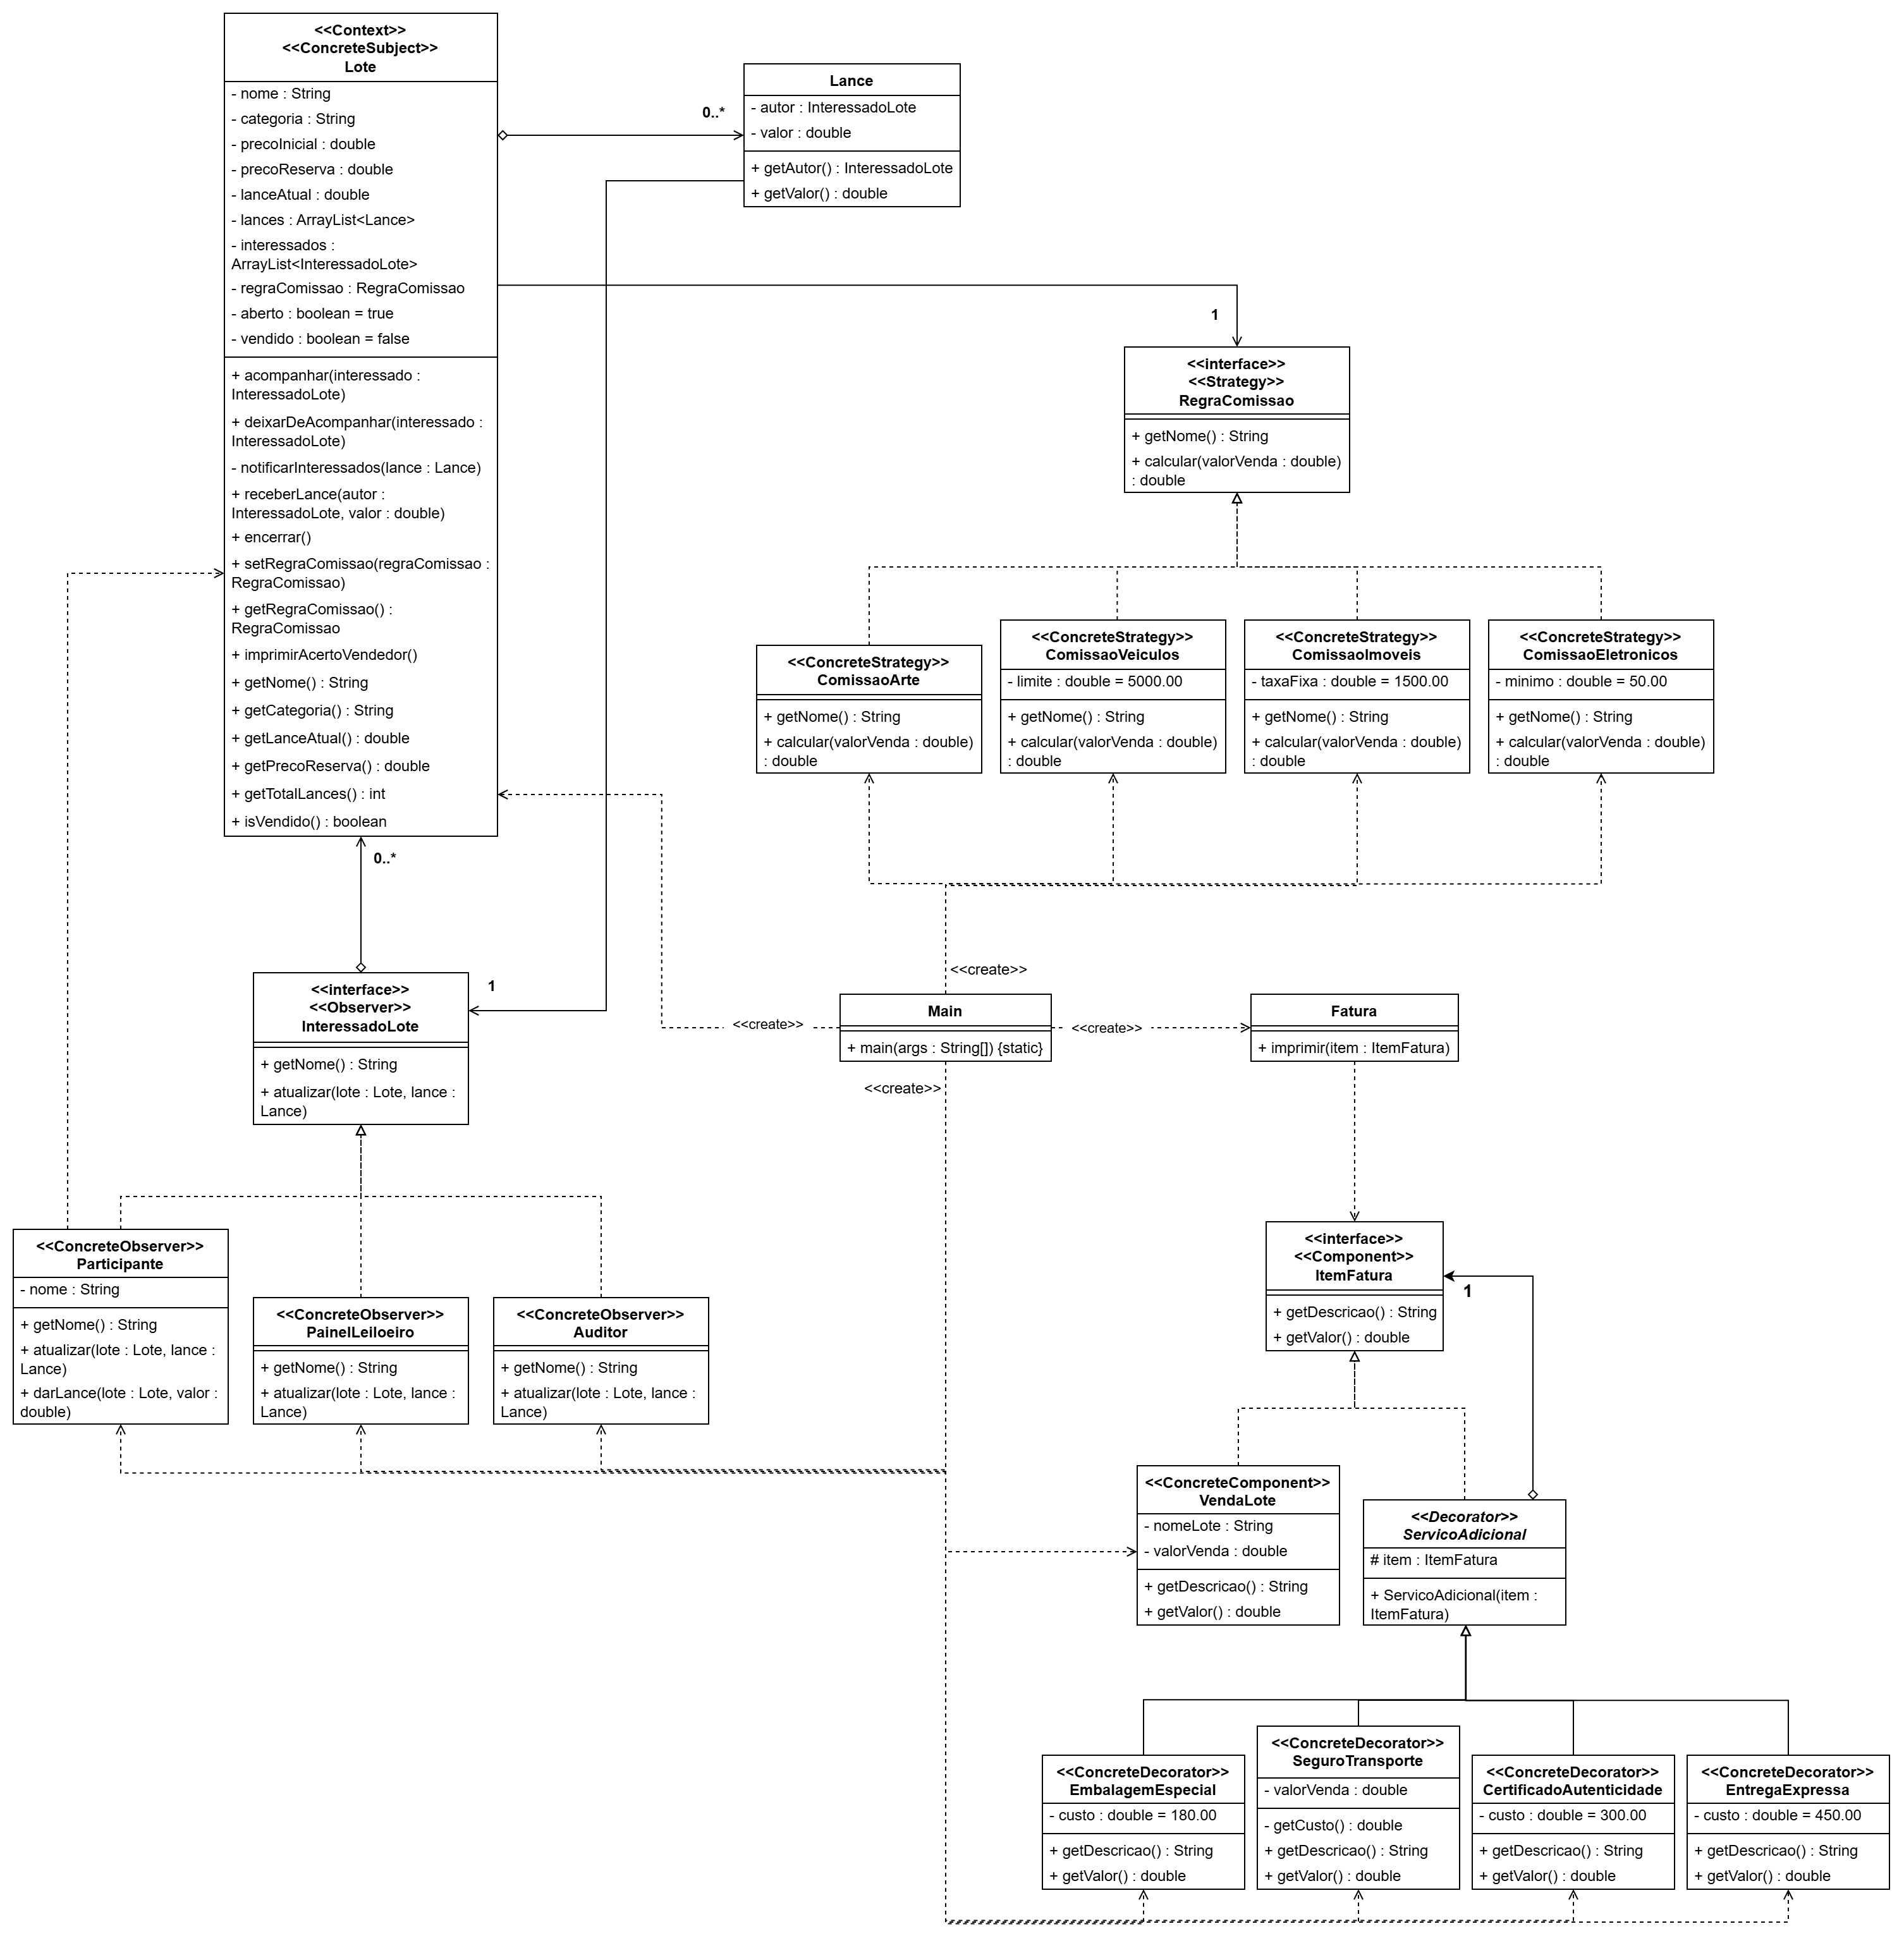 <<Context>>
<<ConcreteSubject>>
Lote
- nome : String
- categoria : String
- precoInicial : double
- precoReserva : double
- lanceAtual : double
- lances : ArrayList<Lance>
- interessados :
ArrayList<InteressadoLote>
- regraComissao : RegraComissao
- aberto : boolean = true
- vendido : boolean = false
+ acompanhar(interessado :
InteressadoLote)
+ deixarDeAcompanhar(interessado :
InteressadoLote)
- notificarInteressados(lance : Lance)
+ receberLance(autor :
InteressadoLote, valor : double)
+ encerrar()
+ setRegraComissao(regraComissao :
RegraComissao)
+ getRegraComissao() :
RegraComissao
+ imprimirAcertoVendedor()
+ getNome() : String
+ getCategoria() : String
+ getLanceAtual() : double
+ getPrecoReserva() : double
+ getTotalLances() : int
+ isVendido() : boolean
0..*
Lance
- autor : InteressadoLote
- valor : double
+ getAutor() : InteressadoLote
+ getValor() : double
1
<<interface>>
<<Strategy>>
RegraComissao
+ getNome() : String
+ calcular(valorVenda : double)
: double
<<ConcreteStrategy>>
ComissaoArte
+ getNome() : String
+ calcular(valorVenda : double)
: double
<<ConcreteStrategy>>
ComissaoVeiculos
- limite : double = 5000.00
+ getNome() : String
+ calcular(valorVenda : double)
: double
<<ConcreteStrategy>>
ComissaoImoveis
- taxaFixa : double = 1500.00
+ getNome() : String
+ calcular(valorVenda : double)
: double
<<ConcreteStrategy>>
ComissaoEletronicos
- minimo : double = 50.00
+ getNome() : String
+ calcular(valorVenda : double)
: double
0..*
<<interface>>
<<Observer>>
InteressadoLote
+ getNome() : String
+ atualizar(lote : Lote, lance :
Lance)
1
<<create>>
<<create>>
Main
+ main(args : String[]) {static}
<<create>>
<<create>>
Fatura
+ imprimir(item : ItemFatura)
<<ConcreteObserver>>
Participante
- nome : String
+ getNome() : String
+ atualizar(lote : Lote, lance :
Lance)
+ darLance(lote : Lote, valor :
double)
<<ConcreteObserver>>
PainelLeiloeiro
+ getNome() : String
+ atualizar(lote : Lote, lance :
Lance)
<<ConcreteObserver>>
Auditor
+ getNome() : String
+ atualizar(lote : Lote, lance :
Lance)
<<interface>>
<<Component>>
ItemFatura
+ getDescricao() : String
+ getValor() : double
1
<<ConcreteComponent>>
VendaLote
- nomeLote : String
- valorVenda : double
+ getDescricao() : String
+ getValor() : double
<<Decorator>>
ServicoAdicional
# item : ItemFatura
+ ServicoAdicional(item :
ItemFatura)
<<ConcreteDecorator>>
EmbalagemEspecial
- custo : double = 180.00
+ getDescricao() : String
+ getValor() : double
<<ConcreteDecorator>>
SeguroTransporte
- valorVenda : double
- getCusto() : double
+ getDescricao() : String
+ getValor() : double
<<ConcreteDecorator>>
CertificadoAutenticidade
- custo : double = 300.00
+ getDescricao() : String
+ getValor() : double
<<ConcreteDecorator>>
EntregaExpressa
- custo : double = 450.00
+ getDescricao() : String
+ getValor() : double